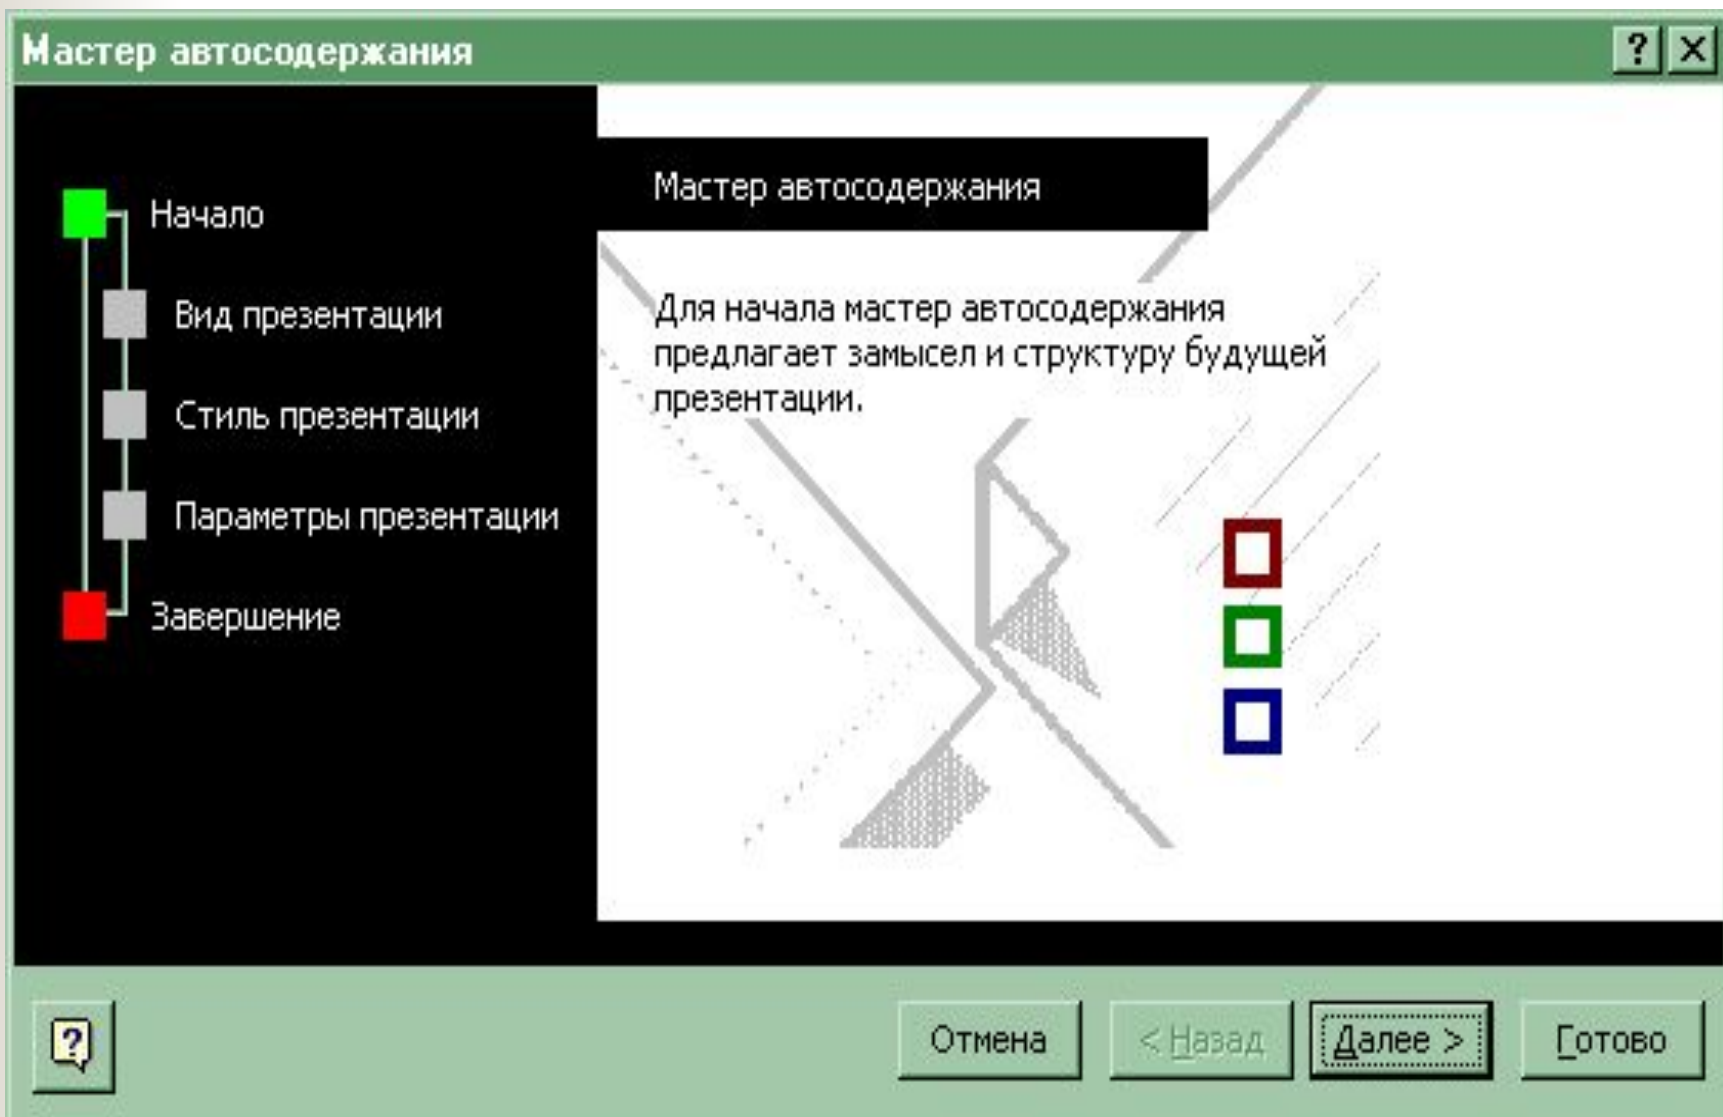 Мастер автосодержания
Начало
Вид презентации
Стиль презентации
Параметры презентации
Завершение
Мастер автосодержания
Для начала мастер автосодержания
предлагает замысел и структуру будущей
презентации.
Отмена
< Назад
Далее >
Готово